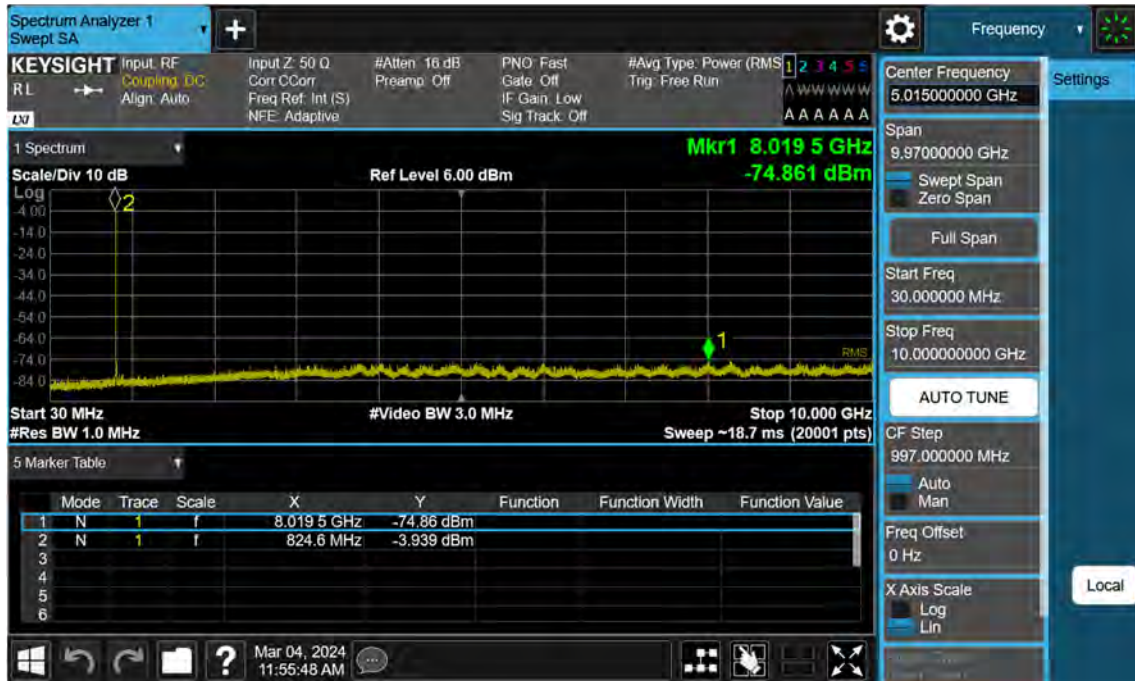 Spectrum Analyzer 1
Swept SA
+
Frequency
KEYSIGHT
RL
LXI
Input: RF
Coupling: DC
Align: Auto
Input Z: 50 Ω
Corr CCorr
Freq Ref: Int (S)
NFE: Adaptive
#Atten: 16 dB
Preamp: Off
PNO: Fast
Gate: Off
IF Gain: Low
Sig Track: Off
#Avg Type: Power (RMS
Trig: Free Run
1 2 3 4 5 6
A W W W W W
A A A A A A
Center Frequency
5.015000000 GHz
Settings
1 Spectrum
Mkr1 8.019 5 GHz
-74.861 dBm
Scale/Div 10 dB
Ref Level 6.00 dBm
Log
-4.00
-14.0
-24.0
-34.0
-44.0
-54.0
-64.0
-74.0
-84.0
2
1
RMS
Start 30 MHz
#Video BW 3.0 MHz
Stop 10.000 GHz
#Res BW 1.0 MHz
Sweep ~18.7 ms (20001 pts)
Span
9.97000000 GHz
Swept Span
Zero Span
Full Span
Start Freq
30.000000 MHz
Stop Freq
10.000000000 GHz
AUTO TUNE
CF Step
997.000000 MHz
Auto
Man
Freq Offset
0 Hz
X Axis Scale
Log
Lin
Local
5 Marker Table
Mode Trace Scale X Y Function Function Width Function Value
1 N 1 f 8.019 5 GHz -74.86 dBm
2 N 1 f 824.6 MHz -3.939 dBm
3
4
5
6
?
Mar 04, 2024
11:55:48 AM